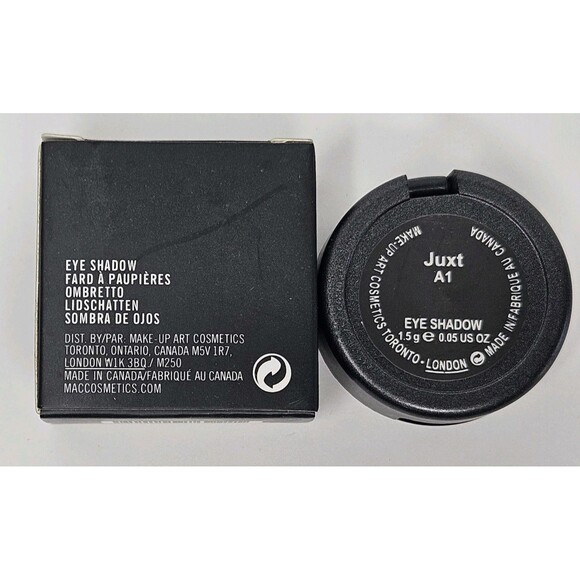 EYE SHADOW
FARD À PAUPIÈRES
OMBRETTO
LIDSCHATTEN
SOMBRA DE OJOS
DIST. BY/PAR. MAKE-UP ART COSMETICS
TORONTO, ONTARIO, CANADA M5V 1R7,
LONDON W1K 3BQ / M250
MADE IN CANADA/FABRIQUÉ AU CANADA
MACCOSMETICS.COM
Juxt
A1
EYE SHADOW
1.5 g ℮ 0.05 US OZ
MAKE-UP ART COSMETICS TORONTO - LONDON
MADE IN/FABRIQUE AU CANADA